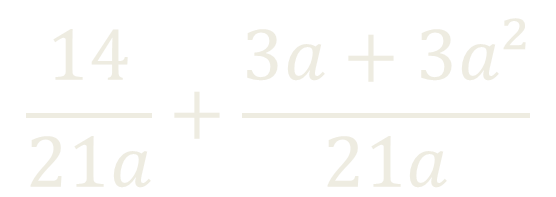 14/21a + (3a + 3a²)/21a